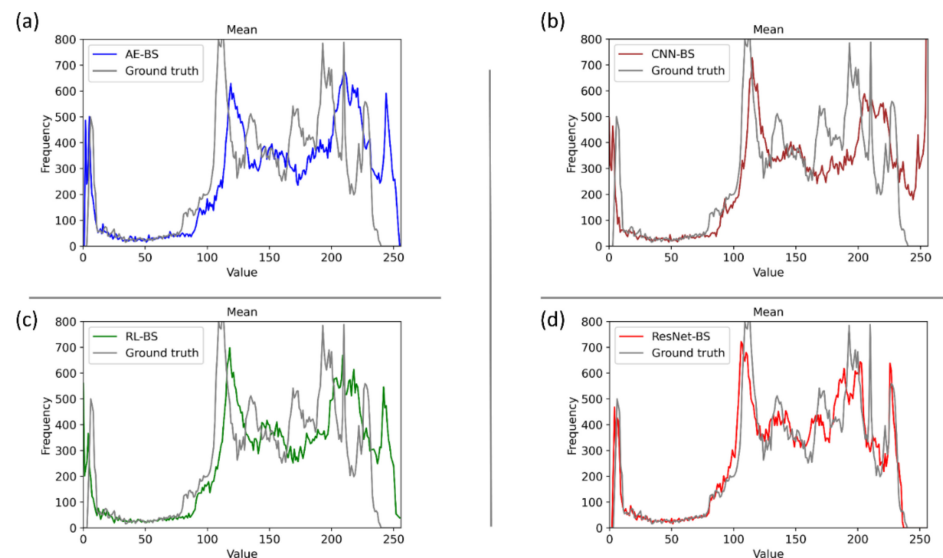 (a)
Mean
800
700
600
500
400
300
200
100
0
Frequency
AE-BS
Ground truth
0 50 100 150 200 250
Value
(b)
Mean
800
700
600
500
400
300
200
100
0
Frequency
CNN-BS
Ground truth
0 50 100 150 200 250
Value
(c)
Mean
800
700
600
500
400
300
200
100
0
Frequency
RL-BS
Ground truth
0 50 100 150 200 250
Value
(d)
Mean
800
700
600
500
400
300
200
100
0
Frequency
ResNet-BS
Ground truth
0 50 100 150 200 250
Value